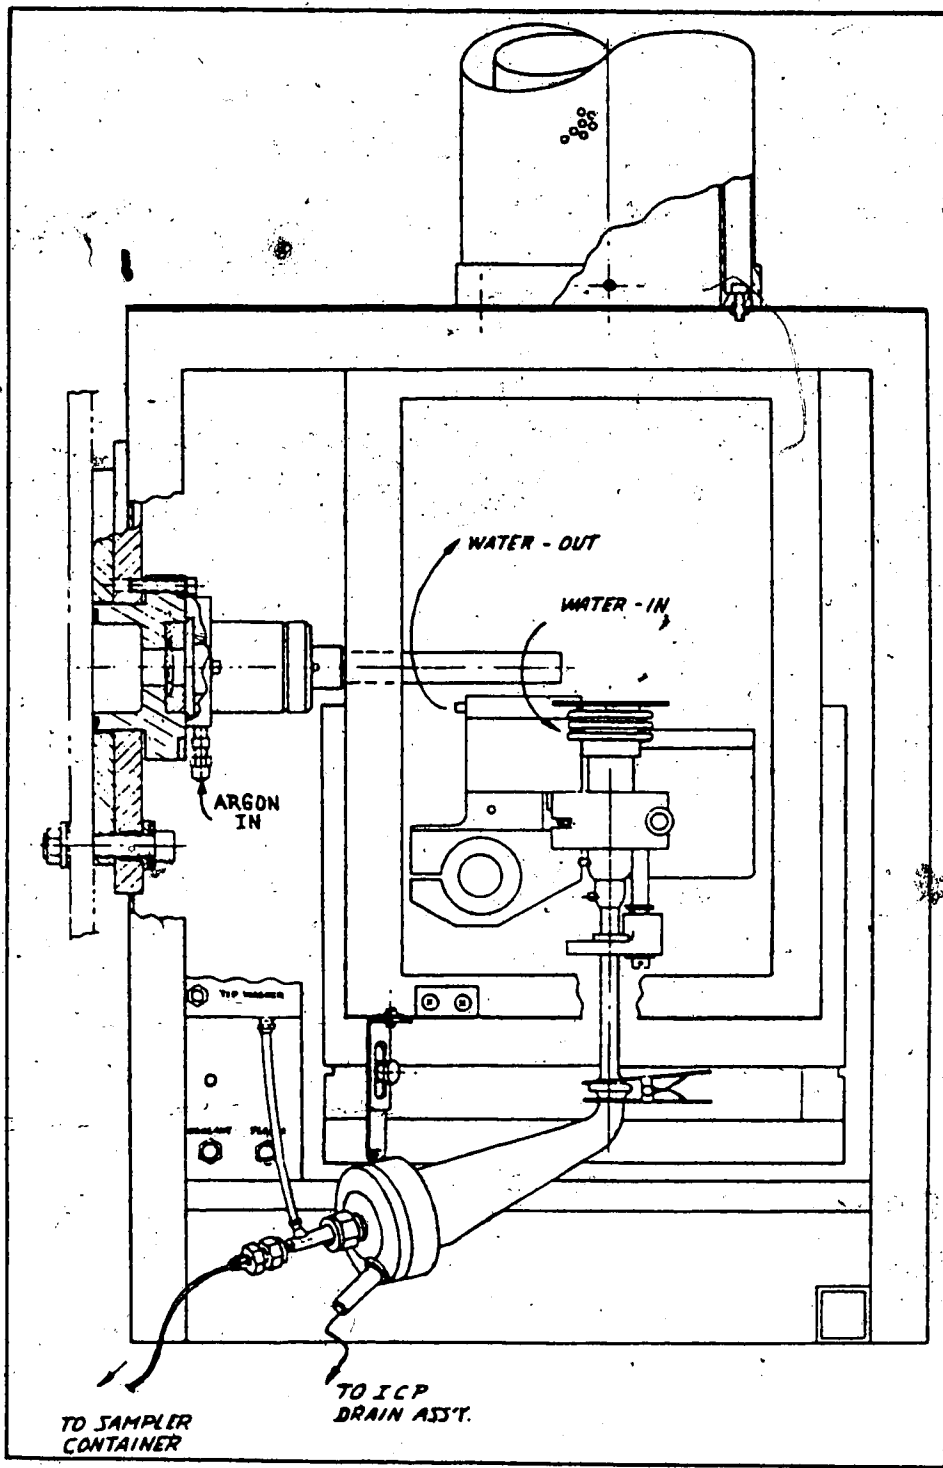 WATER - OUT
WATER - IN
ARGON
IN
TIP WASHER
TO ICP
DRAIN ASS'Y.
TO SAMPLER
CONTAINER